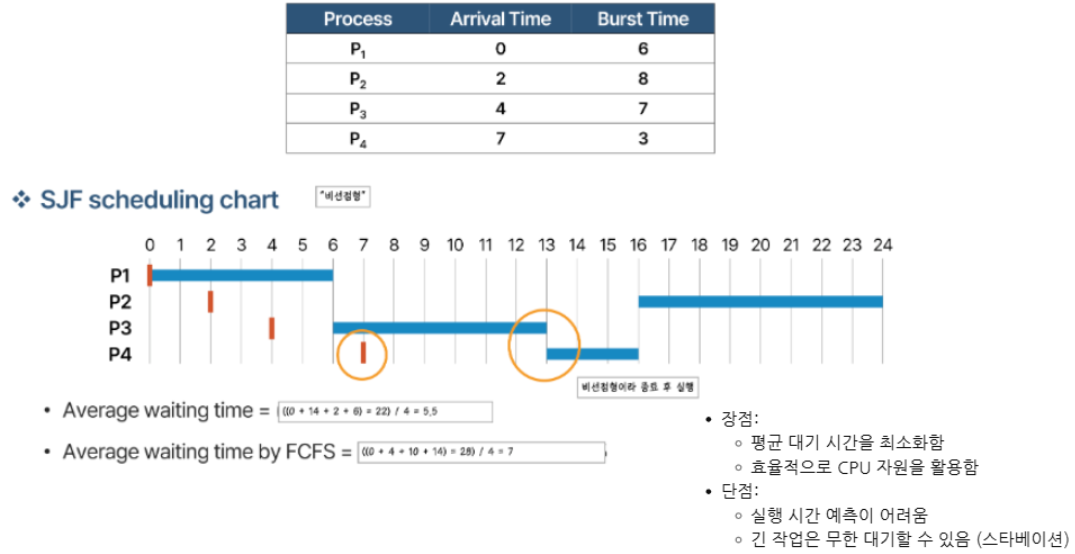 Process Arrival Time Burst Time
P1 0 6
P2 2 8
P3 4 7
P4 7 3
❖ SJF scheduling chart "비선점형"
0 1 2 3 4 5 6 7 8 9 10 11 12 13 14 15 16 17 18 19 20 21 22 23 24
P1
P2
P3
P4
비선점형이라 종료 후 실행
• Average waiting time = ((0 + 14 + 2 + 6) = 22) / 4 = 5.5
• Average waiting time by FCFS = ((0 + 4 + 10 + 14) = 28) / 4 = 7
• 장점:
◦ 평균 대기 시간을 최소화함
◦ 효율적으로 CPU 자원을 활용함
• 단점:
◦ 실행 시간 예측이 어려움
◦ 긴 작업은 무한 대기할 수 있음 (스타베이션)